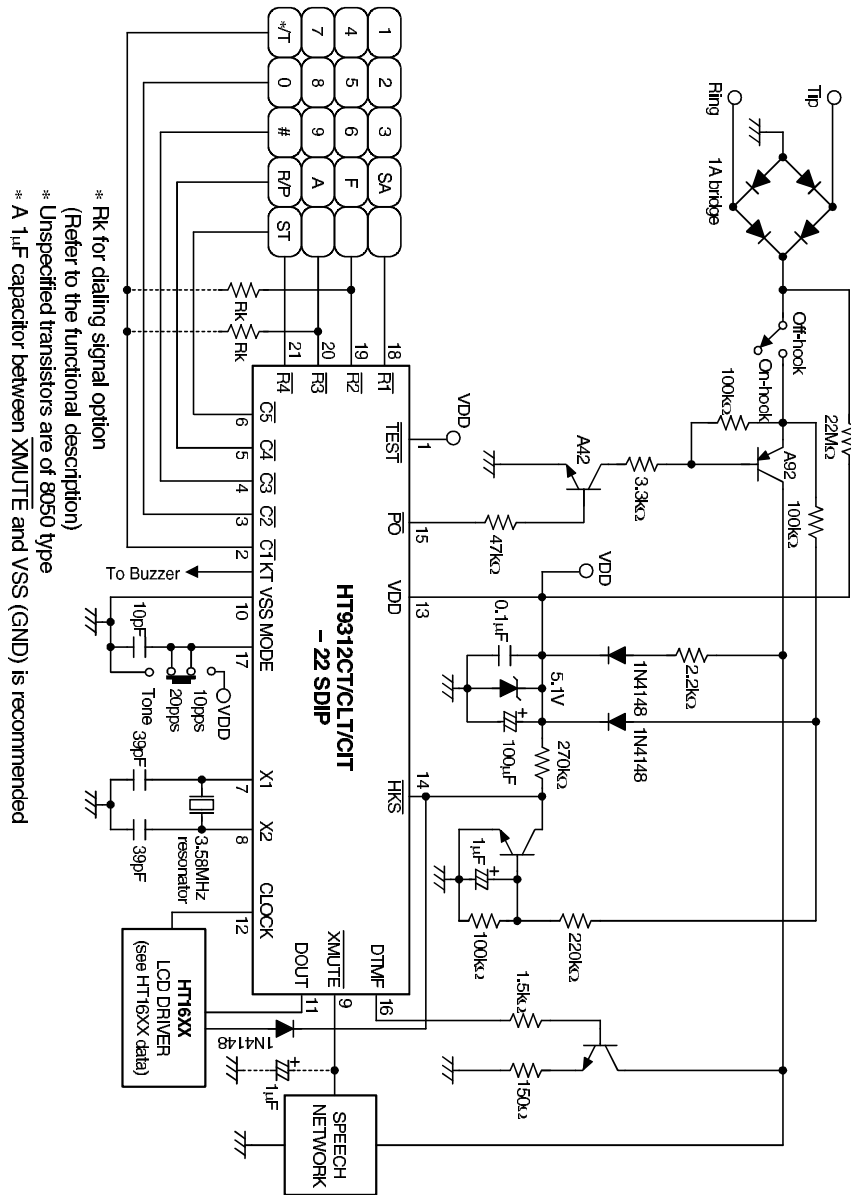 Tip
Ring
1A bridge
Off-hook
On-hook
22MΩ
100kΩ
A92
100kΩ
3.3kΩ
A42
47kΩ
VDD
VDD
0.1μF
5.1V
100μF
1N4148
1N4148
2.2kΩ
270kΩ
1μF
100kΩ
220kΩ
1.5kΩ
150Ω
1 2 3 SA
4 5 6 F
7 8 9 A
*/T 0 # R/P ST
Rk
Rk
18 R1
19 R2
20 R3
21 R4
1 TEST
15 PO
13 VDD
14 HKS
16 DTMF
9 XMUTE
11 DOUT
12 CLOCK
8 X2
7 X1
17 MODE
10 VSS
KT
2 C1
3 C2
4 C3
5 C4
6 C5
HT9312CT/CLT/CIT
– 22 SDIP
To Buzzer
10pF
VDD
10pps
20pps
Tone
39pF
39pF
3.58MHz
resonator
HT16XX
LCD DRIVER
(see HT16XX data)
1N4148
1μF
SPEECH
NETWORK
* Rk for dialing signal option
(Refer to the functional description)
* Unspecified transistors are of 8050 type
* A 1μF capacitor between XMUTE and VSS (GND) is recommended